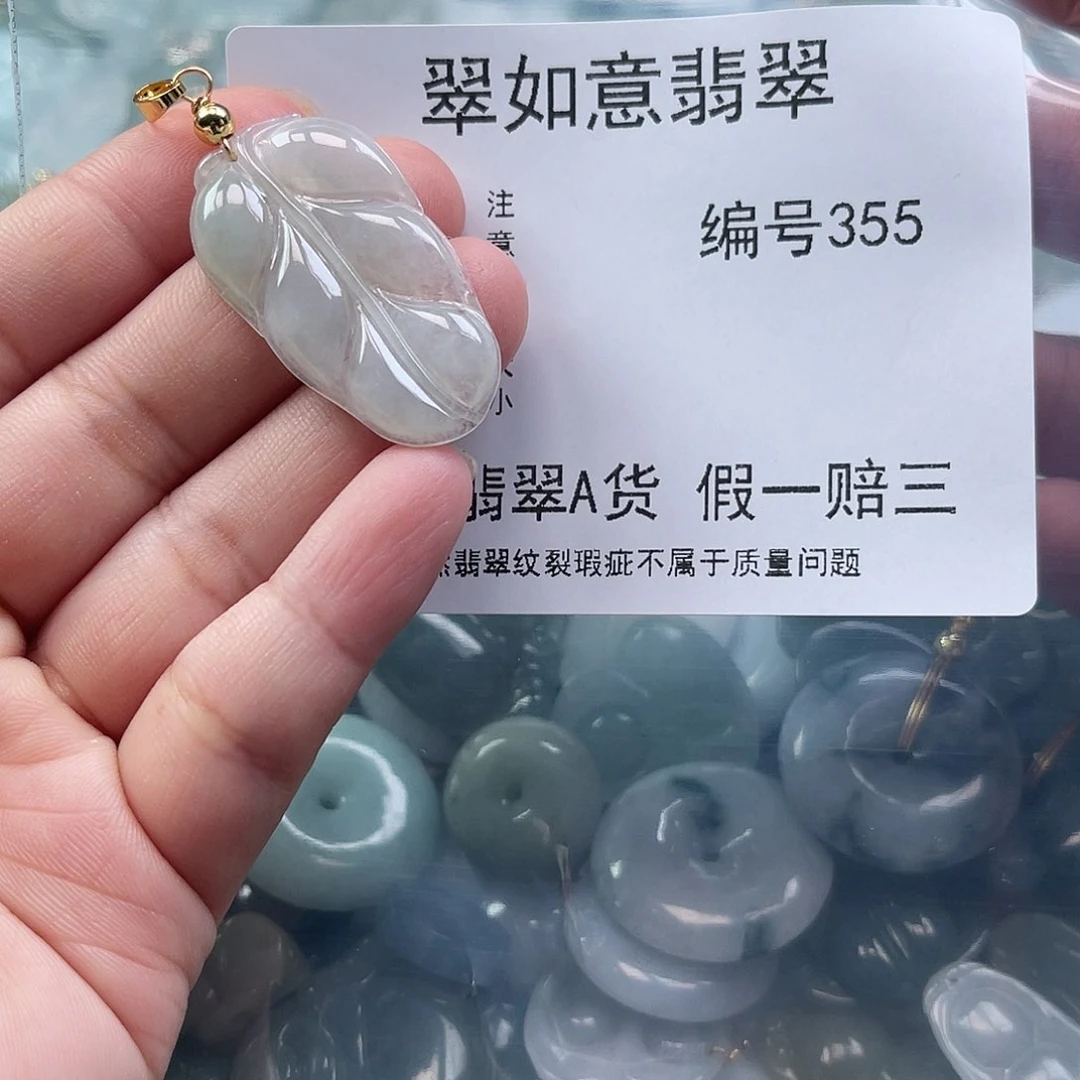 翠如意翡翠
编号355
注
意
小
翡翠A货 假一赔三
翡翠纹裂瑕疵不属于质量问题